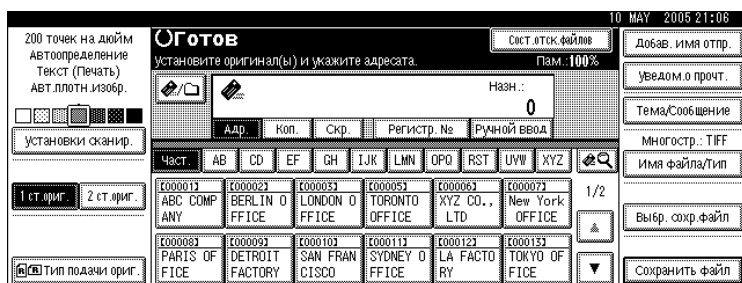 10 MAY 2005 21:06
200 точек на дюйм
Автоопределение
Текст (Печать)
Авт.плотн.изобр.
Установки сканир.
1 ст.ориг.
2 ст.ориг.
Тип подачи ориг.
Готов
Сост.отск.файлов
Установите оригинал(ы) и укажите адресата.
Пам.:100%
Назн.:
0
Адр.
Коп.
Скр.
Регистр. №
Ручной ввод
Част.
AB
CD
EF
GH
IJK
LMN
OPQ
RST
UVW
XYZ
[00001]
ABC COMP
ANY
[00002]
BERLIN O
FFICE
[00003]
LONDON O
FFICE
[00005]
TORONTO
OFFICE
[00006]
XYZ CO.,
LTD
[00007]
New York
OFFICE
1/2
[00008]
PARIS OF
FICE
[00009]
DETROIT
FACTORY
[00010]
SAN FRAN
CISCO
[00011]
SYDNEY O
FFICE
[00012]
LA FACTO
RY
[00013]
TOKYO OF
FICE
Добав. имя отпр.
Уведом.о прочт.
Тема/Сообщение
Многостр.: TIFF
Имя файла/Тип
Выбр. сохр.файл
Сохранить файл